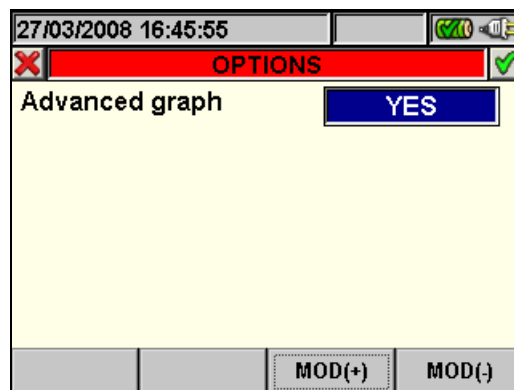 27/03/2008 16:45:55
OPTIONS
Advanced graph YES
MOD(+) MOD(-)